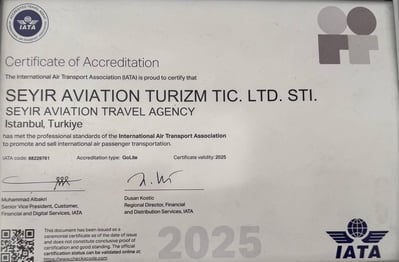 IATA
Certificate of Accreditation
The International Air Transport Association (IATA) is proud to certify that
SEYIR AVIATION TURIZM TIC. LTD. STI.
SEYIR AVIATION TRAVEL AGENCY
Istanbul, Turkiye
has met the professional standards of the International Air Transport Association
to promote and sell international air passenger transportation.
IATA code: 88228761 Accreditation type: GoLite Certificate validity: 2025
Muhammad Albakri
Senior Vice President, Customer,
Financial and Digital Services, IATA
Dusan Kostic
Regional Director, Financial
and Distribution Services, IATA
This document has been issued as a
ceremonial certificate as of the date of issue
and does not constitute conclusive proof of
certification and good standing. The official
certification status can be validated online at:
2025
IATA